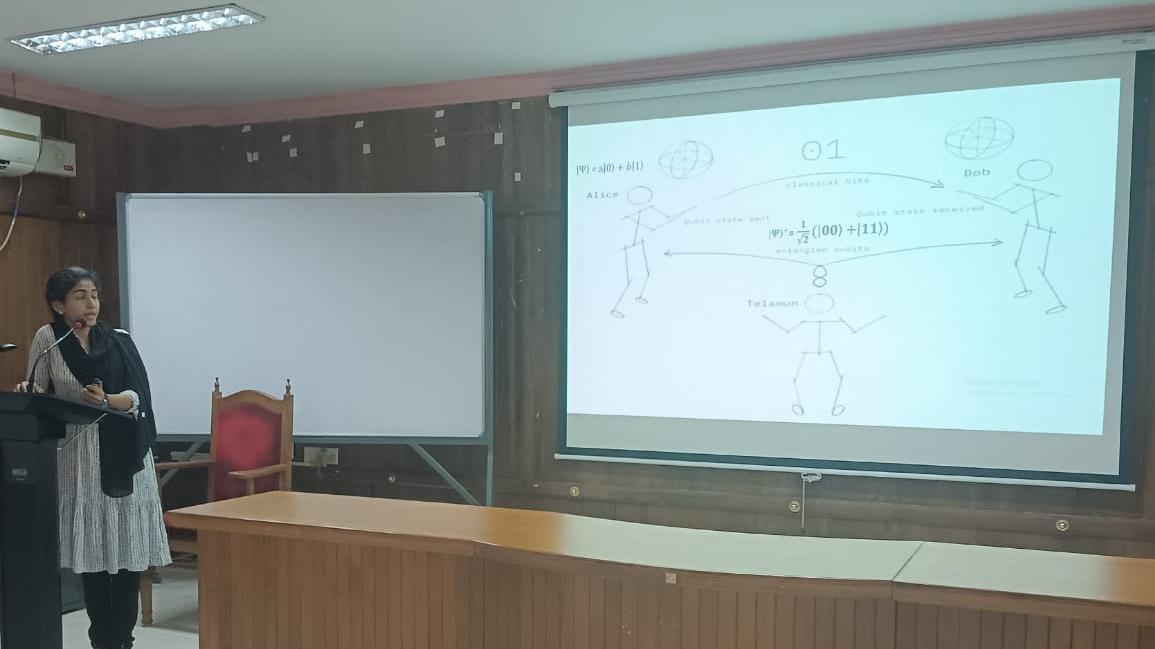 |Ψ⟩ = a|0⟩ + b|1⟩
01
Alice
Bob
classical bits
Qubit state sent
Qubit state received
|Ψ⟩⁺= 1/√2 (|00⟩ +|11⟩)
entangled qubits
Telamon